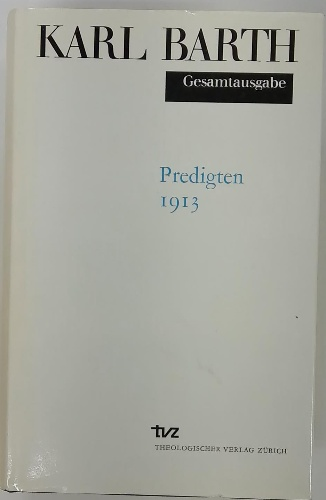 KARL BARTH
Gesamtausgabe
Predigten
1913
tvz
THEOLOGISCHER VERLAG ZÜRICH